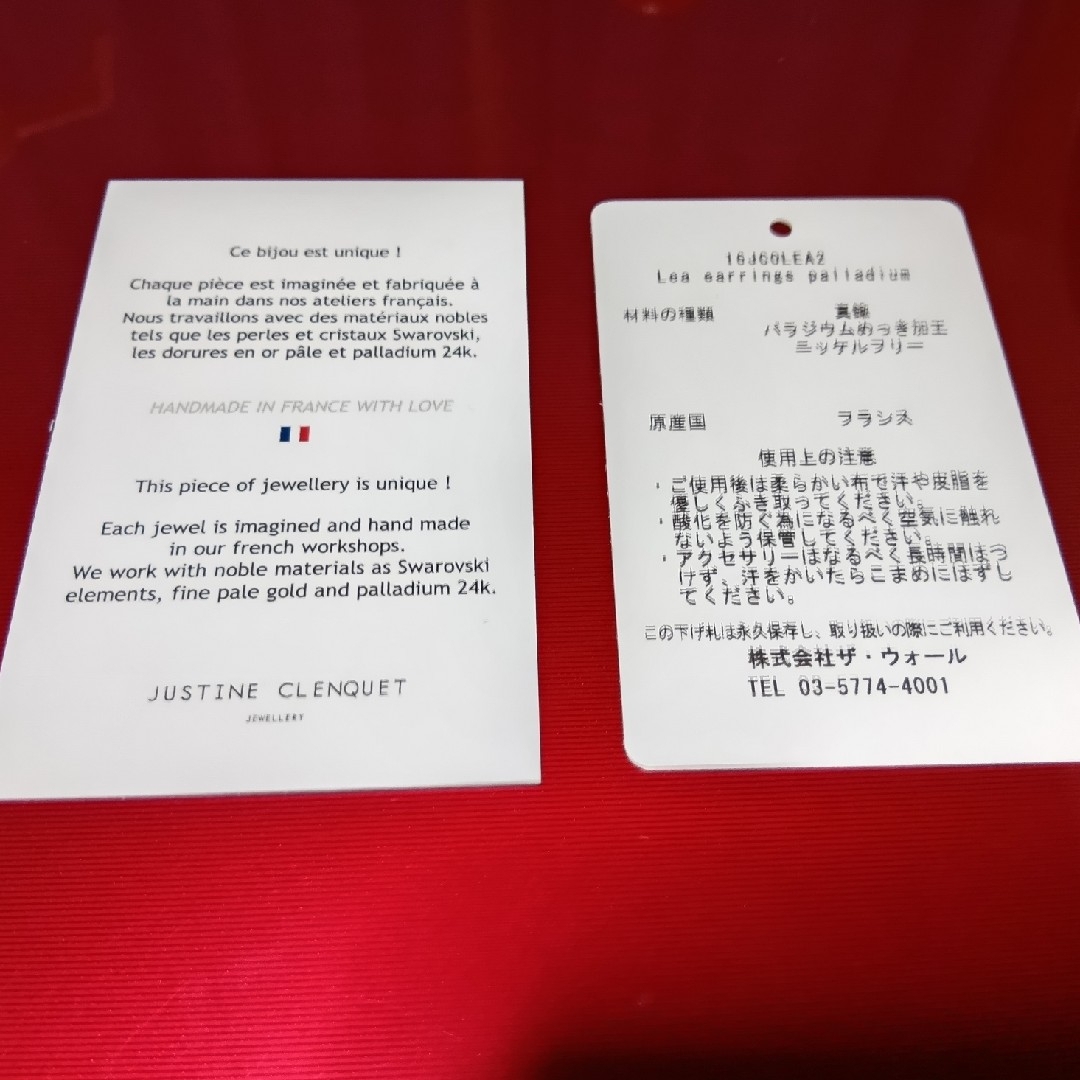 Ce bijou est unique !
Chaque pièce est imaginée et fabriquée à
la main dans nos ateliers français.
Nous travaillons avec des matériaux nobles
tels que les perles et cristaux Swarovski,
les dorures en or pâle et palladium 24k.
HANDMADE IN FRANCE WITH LOVE
This piece of jewellery is unique !
Each jewel is imagined and hand made
in our french workshops.
We work with noble materials as Swarovski
elements, fine pale gold and palladium 24k.
JUSTINE CLENQUET
JEWELLERY
Lea earrings palladium
材料の種類 真鍮
パラジウムめっき加工
ニッケルフリー
原産国 フランス
使用上の注意
・ご使用後は柔らかい布で汗や皮脂を
優しくふき取ってください。
・酸化を防ぐ為になるべく空気に触れ
ないよう保管してください。
・アクセサリーはなるべく長時間はつ
けず、汗をかいたらこまめにはずし
てください。
この下げ札は永久保存し、取り扱いの際にご利用ください。
株式会社ザ・ウォール
TEL 03-5774-4001